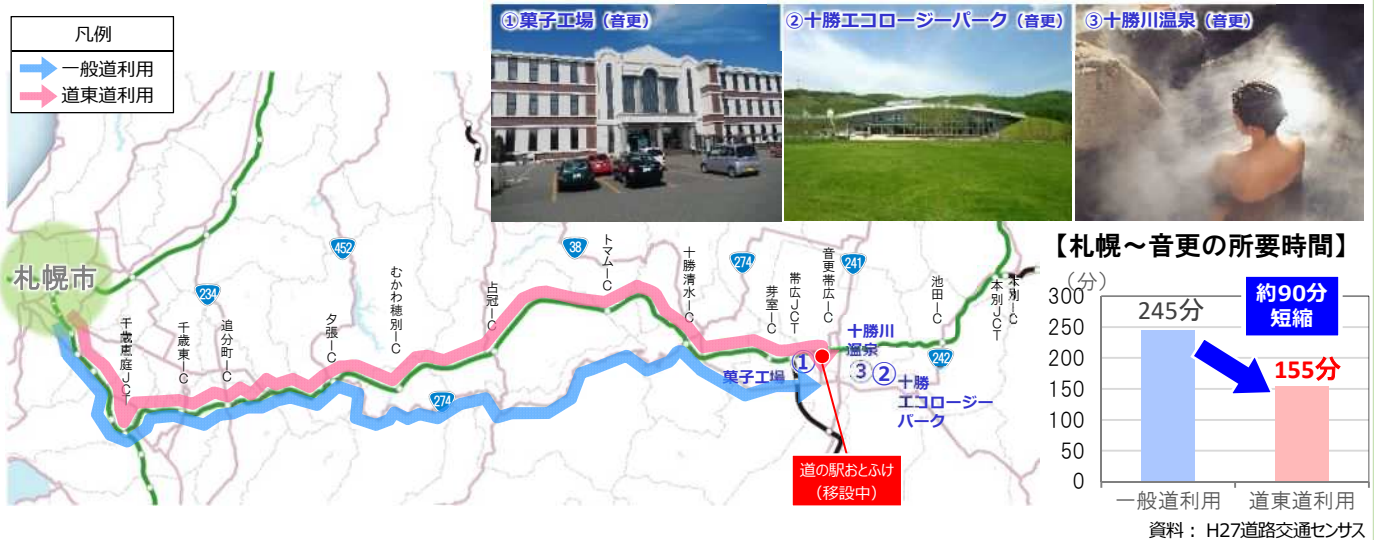 凡例
一般道利用
道東道利用
①菓子工場（音更）
②十勝エコロージーパーク（音更）
③十勝川温泉（音更）
札幌市
千歳恵庭JCT
千歳東IC
追分町IC
夕張IC
むかわ穂別IC
占冠IC
トマムIC
十勝清水IC
芽室IC
帯広JCT
音更帯広IC
池田IC
本別JCT
本別IC
234
452
274
38
274
241
242
菓子工場
①
十勝川
温泉
③
②
十勝
エコロージー
パーク
道の駅おとふけ
（移設中）
【札幌～音更の所要時間】
（分）
300
250
200
150
100
50
0
245分
約90分
短縮
155分
一般道利用
道東道利用
資料： H27道路交通センサス